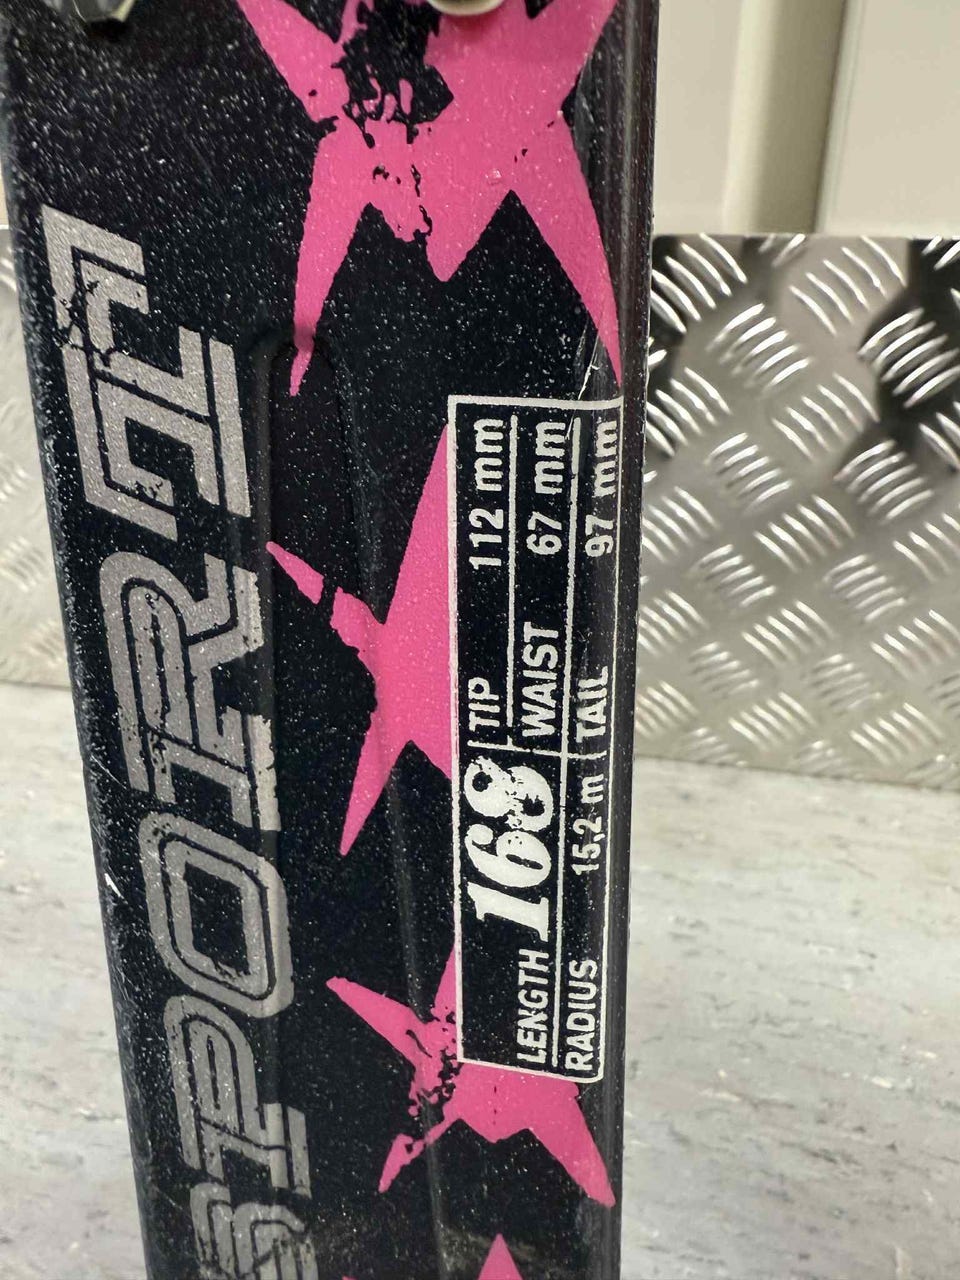 SPORT
LENGTH 168
RADIUS 15,2 m
TIP 112 mm
WAIST 67 mm
TAIL 97 mm